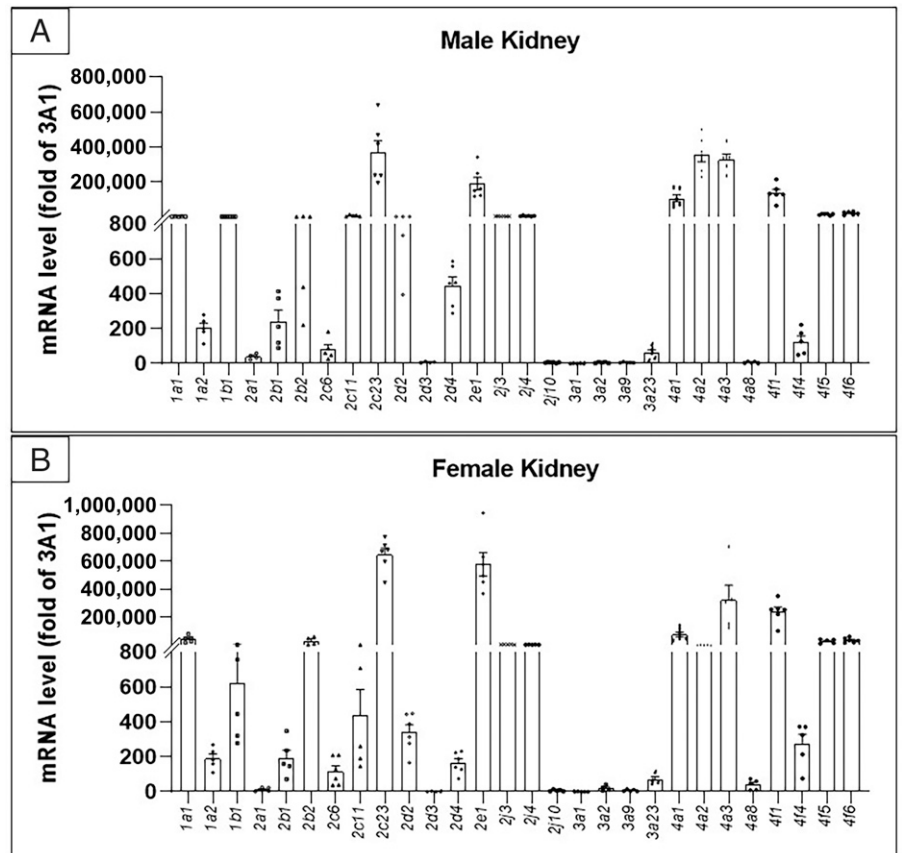 A
Male Kidney
mRNA level (fold of 3A1)
800,000
600,000
400,000
200,000
800
600
400
200
0
1a1 1a2 1b1 2a1 2b1 2b2 2c6 2c11 2c23 2d2 2d3 2d4 2e1 2j3 2j4 2j10 3a1 3a2 3a9 3a23 4a1 4a2 4a3 4a8 4f1 4f4 4f5 4f6
B
Female Kidney
mRNA level (fold of 3A1)
1,000,000
800,000
600,000
400,000
200,000
800
600
400
200
0
1a1 1a2 1b1 2a1 2b1 2b2 2c6 2c11 2c23 2d2 2d3 2d4 2e1 2j3 2j4 2j10 3a1 3a2 3a9 3a23 4a1 4a2 4a3 4a8 4f1 4f4 4f5 4f6